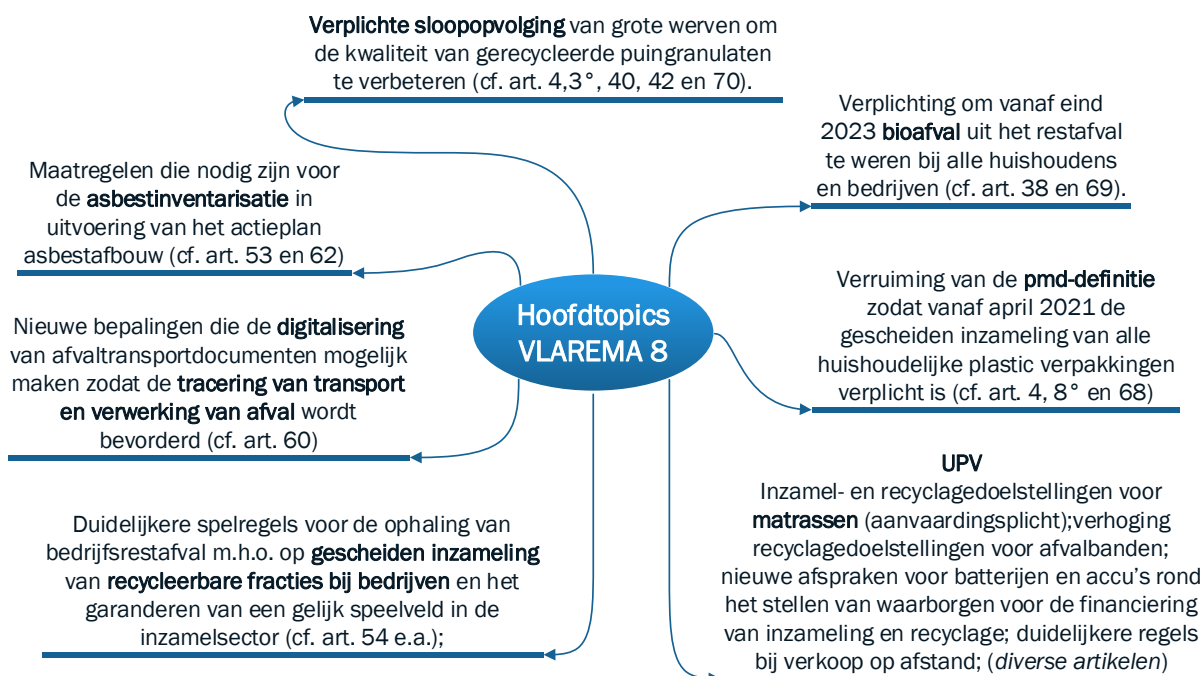 Verplichte sloopopvolging van grote werven om
de kwaliteit van gerecycleerde puingranulaten
te verbeteren (cf. art. 4,3°, 40, 42 en 70).
Verplichting om vanaf eind
2023 bioafval uit het restafval
te weren bij alle huishoudens
en bedrijven (cf. art. 38 en 69).
Maatregelen die nodig zijn voor
de asbestinventarisatie in
uitvoering van het actieplan
asbestafbouw (cf. art. 53 en 62)
Hoofdtopics
VLAREMA 8
Verruiming van de pmd-definitie
zodat vanaf april 2021 de
gescheiden inzameling van alle
huishoudelijke plastic verpakkingen
verplicht is (cf. art. 4, 8° en 68)
Nieuwe bepalingen die de digitalisering
van afvaltransportdocumenten mogelijk
maken zodat de tracering van transport
en verwerking van afval wordt
bevorderd (cf. art. 60)
UPV
Inzamel- en recyclagedoelstellingen voor
matrassen (aanvaardingsplicht);verhoging
recyclagedoelstellingen voor afvalbanden;
nieuwe afspraken voor batterijen en accu's rond
het stellen van waarborgen voor de financiering
van inzameling en recyclage; duidelijkere regels
bij verkoop op afstand; (diverse artikelen)
Duidelijkere spelregels voor de ophaling van
bedrijfsrestafval m.h.o. op gescheiden inzameling
van recycleerbare fracties bij bedrijven en het
garanderen van een gelijk speelveld in de
inzamelsector (cf. art. 54 e.a.);